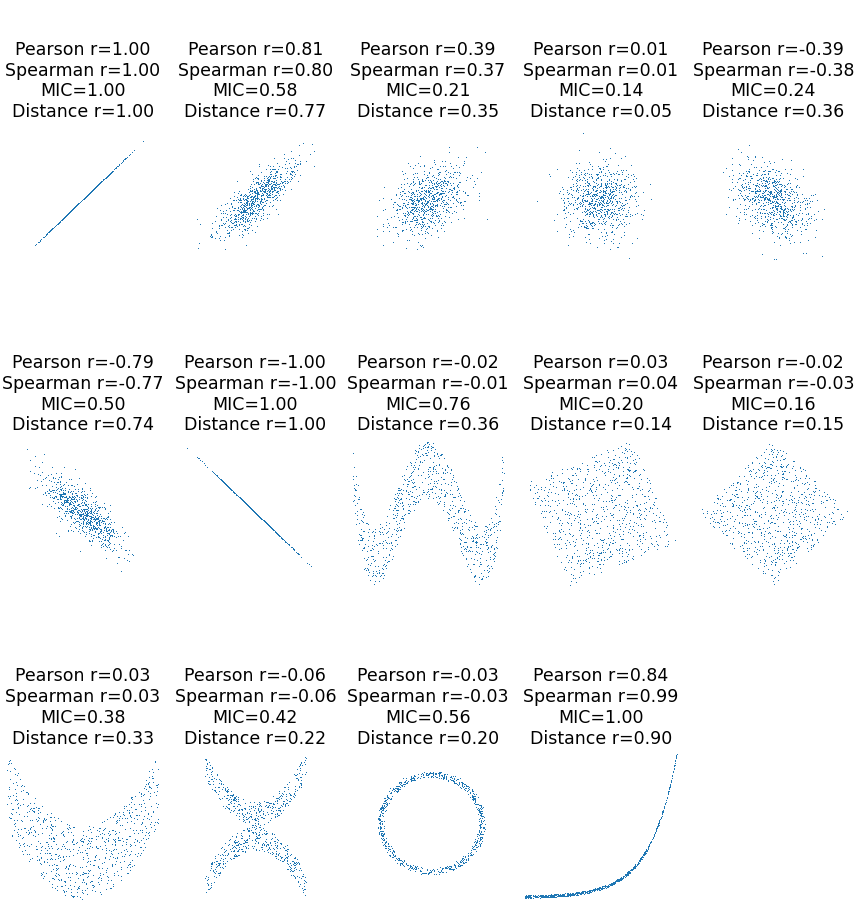 Pearson r=1.00
Spearman r=1.00
MIC=1.00
Distance r=1.00
Pearson r=0.81
Spearman r=0.80
MIC=0.58
Distance r=0.77
Pearson r=0.39
Spearman r=0.37
MIC=0.21
Distance r=0.35
Pearson r=0.01
Spearman r=0.01
MIC=0.14
Distance r=0.05
Pearson r=-0.39
Spearman r=-0.38
MIC=0.24
Distance r=0.36
Pearson r=-0.79
Spearman r=-0.77
MIC=0.50
Distance r=0.74
Pearson r=-1.00
Spearman r=-1.00
MIC=1.00
Distance r=1.00
Pearson r=-0.02
Spearman r=-0.01
MIC=0.76
Distance r=0.36
Pearson r=0.03
Spearman r=0.04
MIC=0.20
Distance r=0.14
Pearson r=-0.02
Spearman r=-0.03
MIC=0.16
Distance r=0.15
Pearson r=0.03
Spearman r=0.03
MIC=0.38
Distance r=0.33
Pearson r=-0.06
Spearman r=-0.06
MIC=0.42
Distance r=0.22
Pearson r=-0.03
Spearman r=-0.03
MIC=0.56
Distance r=0.20
Pearson r=0.84
Spearman r=0.99
MIC=1.00
Distance r=0.90